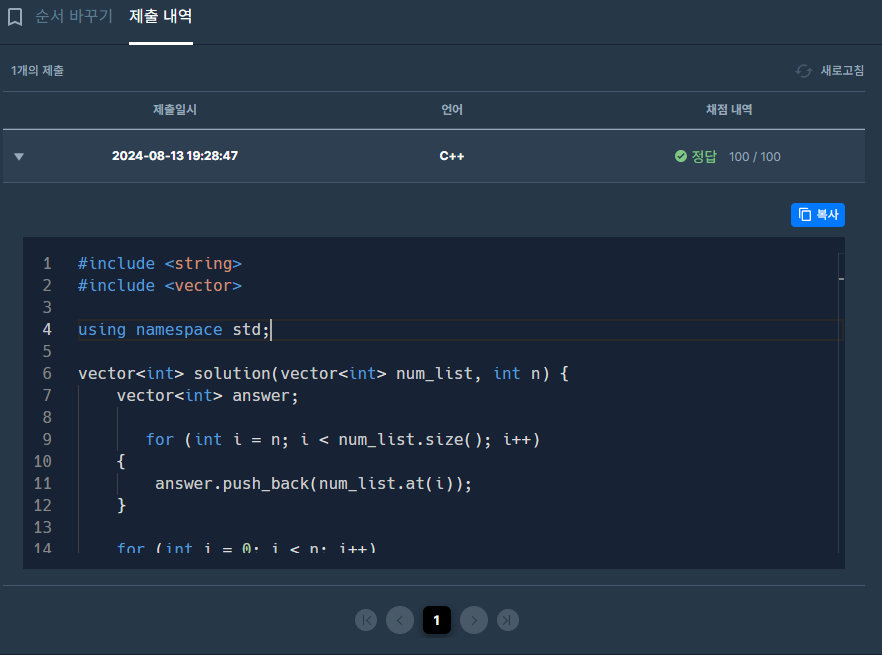 순서 바꾸기 제출 내역
1개의 제출 새로고침
제출일시 언어 채점 내역
2024-08-13 19:28:47 C++ 정답 100 / 100
복사
1 #include <string>
2 #include <vector>
3
4 using namespace std;
5
6 vector<int> solution(vector<int> num_list, int n) {
7     vector<int> answer;
8
9        for (int i = n; i < num_list.size(); i++)
10     {
11         answer.push_back(num_list.at(i));
12     }
13
14     for (int i = 0; i < n; i++)
1